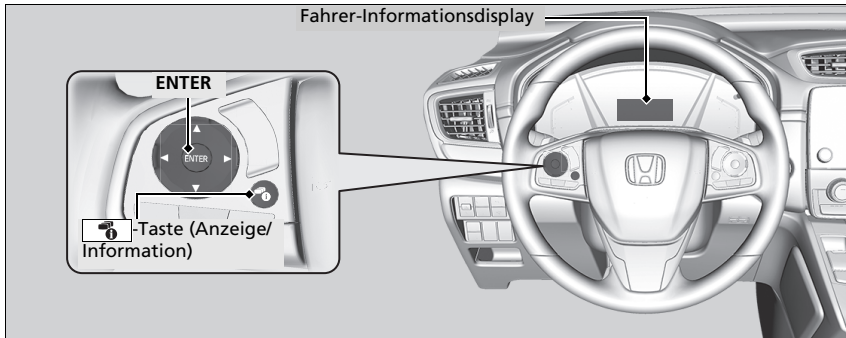 Fahrer-Informationsdisplay
ENTER
ENTER
-Taste (Anzeige/
Information)